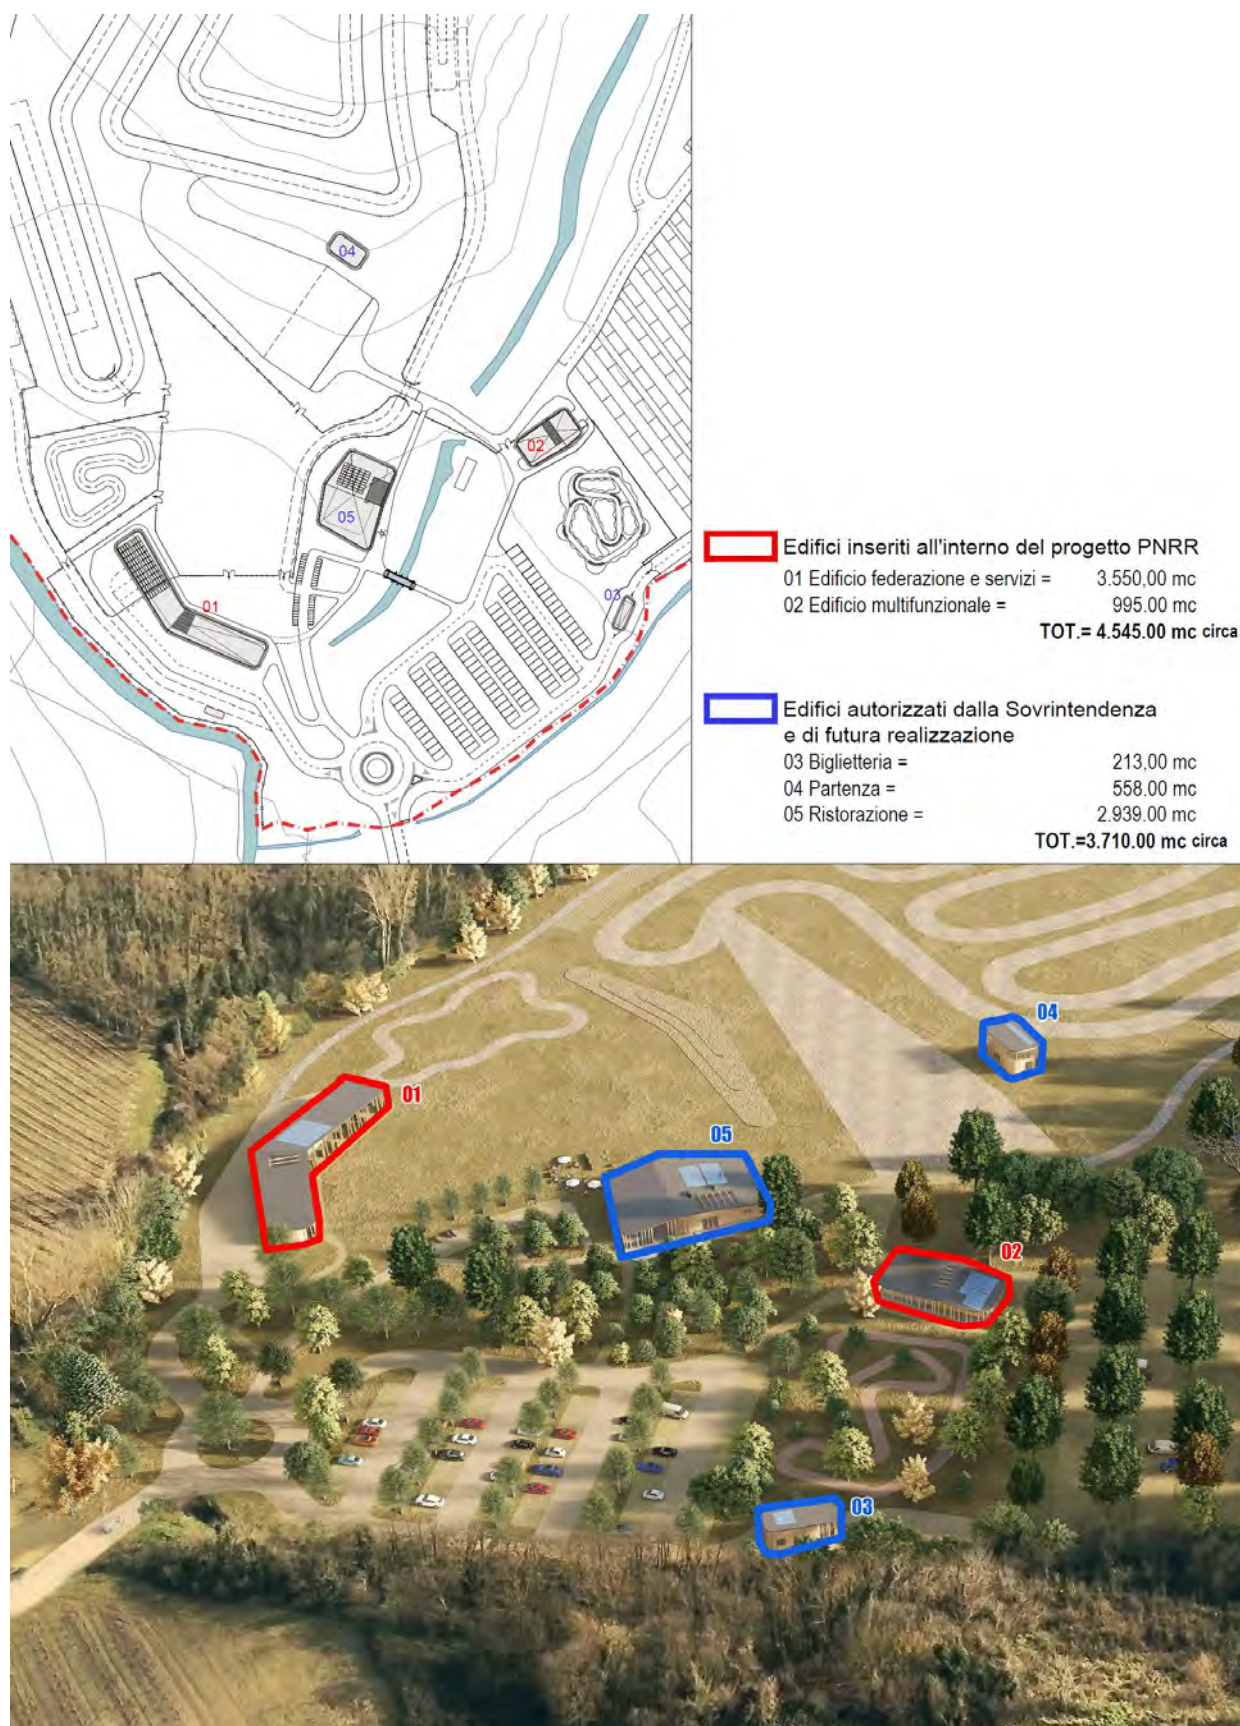 04
02
05
03
01
Edifici inseriti all'interno del progetto PNRR
01 Edificio federazione e servizi = 3.550,00 mc
02 Edificio multifunzionale = 995.00 mc
TOT.= 4.545.00 mc circa
Edifici autorizzati dalla Sovrintendenza
e di futura realizzazione
03 Biglietteria = 213,00 mc
04 Partenza = 558.00 mc
05 Ristorazione = 2.939.00 mc
TOT.=3.710.00 mc circa
04
01
05
02
03